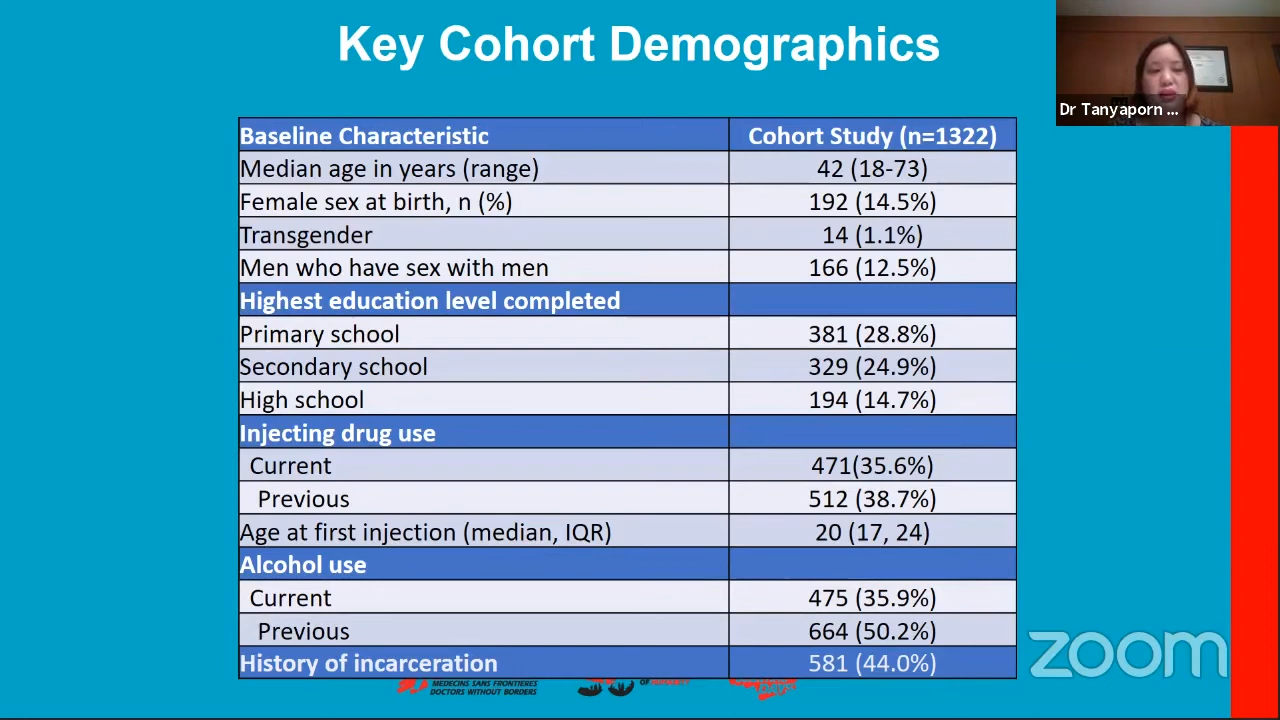 Key Cohort Demographics
Dr Tanyaporn ...
Baseline Characteristic Cohort Study (n=1322)
Median age in years (range) 42 (18-73)
Female sex at birth, n (%) 192 (14.5%)
Transgender 14 (1.1%)
Men who have sex with men 166 (12.5%)
Highest education level completed
Primary school 381 (28.8%)
Secondary school 329 (24.9%)
High school 194 (14.7%)
Injecting drug use
Current 471(35.6%)
Previous 512 (38.7%)
Age at first injection (median, IQR) 20 (17, 24)
Alcohol use
Current 475 (35.9%)
Previous 664 (50.2%)
History of incarceration 581 (44.0%)
MEDECINS SANS FRONTIERES
DOCTORS WITHOUT BORDERS
OF
zoom